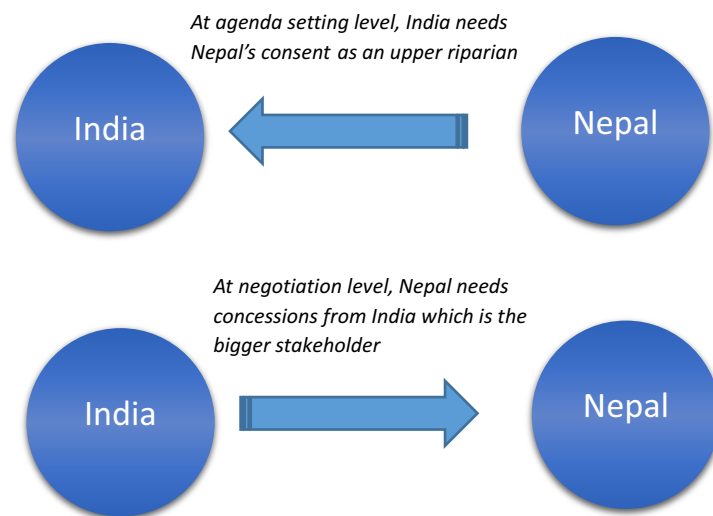 At agenda setting level, India needs
Nepal’s consent as an upper riparian
India
Nepal
At negotiation level, Nepal needs
concessions from India which is the
bigger stakeholder
India
Nepal